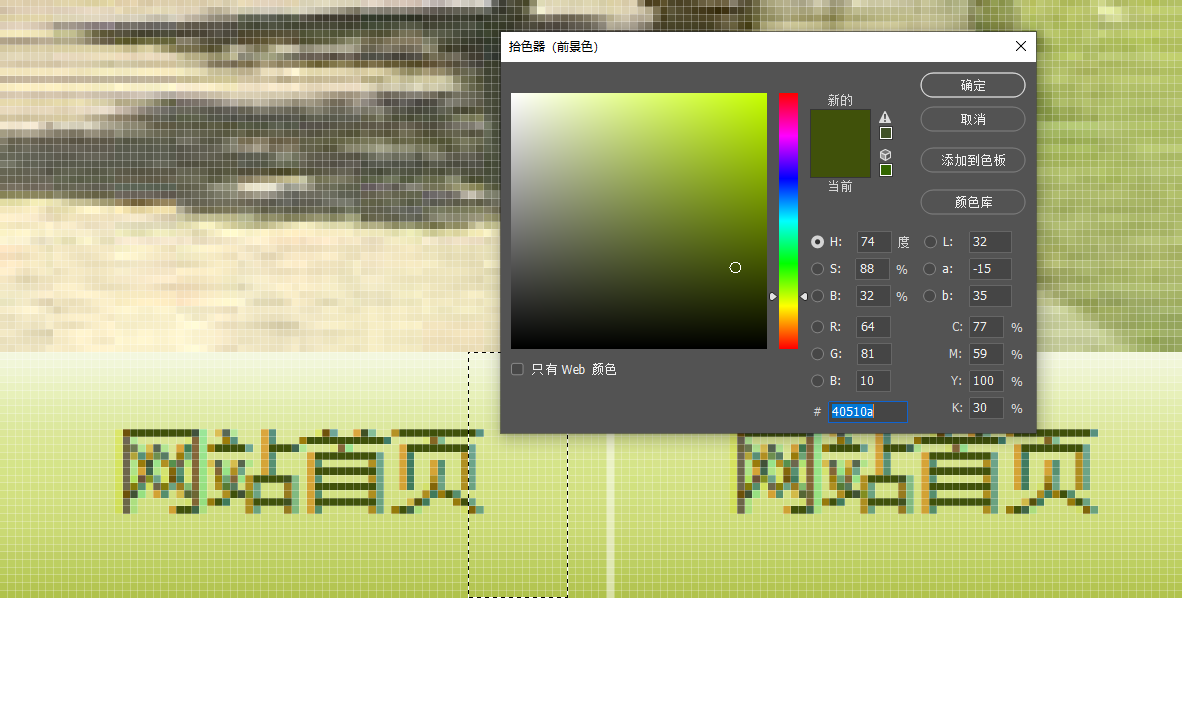 拾色器（前景色）
确定
取消
添加到色板
颜色库
新的
当前
H: 74 度
L: 32
S: 88 %
a: -15
B: 32 %
b: 35
R: 64
C: 77 %
G: 81
M: 59 %
B: 10
Y: 100 %
# 40510a
K: 30 %
只有 Web 颜色
网站首页
网站首页